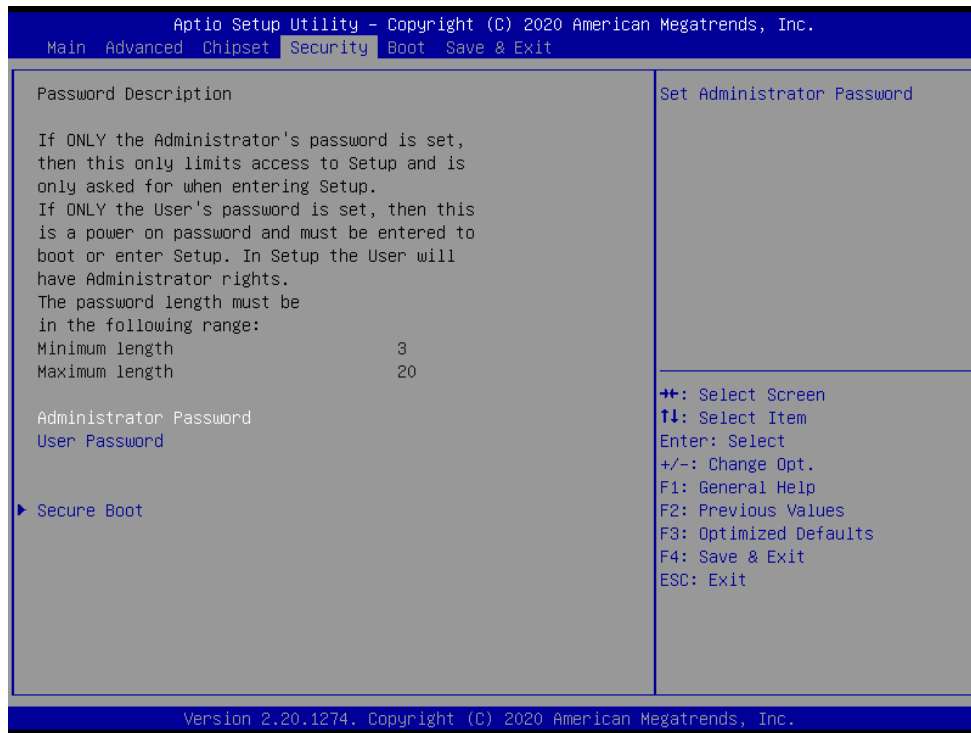 Aptio Setup Utility – Copyright (C) 2020 American Megatrends, Inc.
Main Advanced Chipset Security Boot Save & Exit
Password Description
If ONLY the Administrator's password is set,
then this only limits access to Setup and is
only asked for when entering Setup.
If ONLY the User's password is set, then this
is a power on password and must be entered to
boot or enter Setup. In Setup the User will
have Administrator rights.
The password length must be
in the following range:
Minimum length 3
Maximum length 20
Administrator Password
User Password
Secure Boot
Set Administrator Password
→←: Select Screen
↑↓: Select Item
Enter: Select
+/-: Change Opt.
F1: General Help
F2: Previous Values
F3: Optimized Defaults
F4: Save & Exit
ESC: Exit
Version 2.20.1274. Copyright (C) 2020 American Megatrends, Inc.